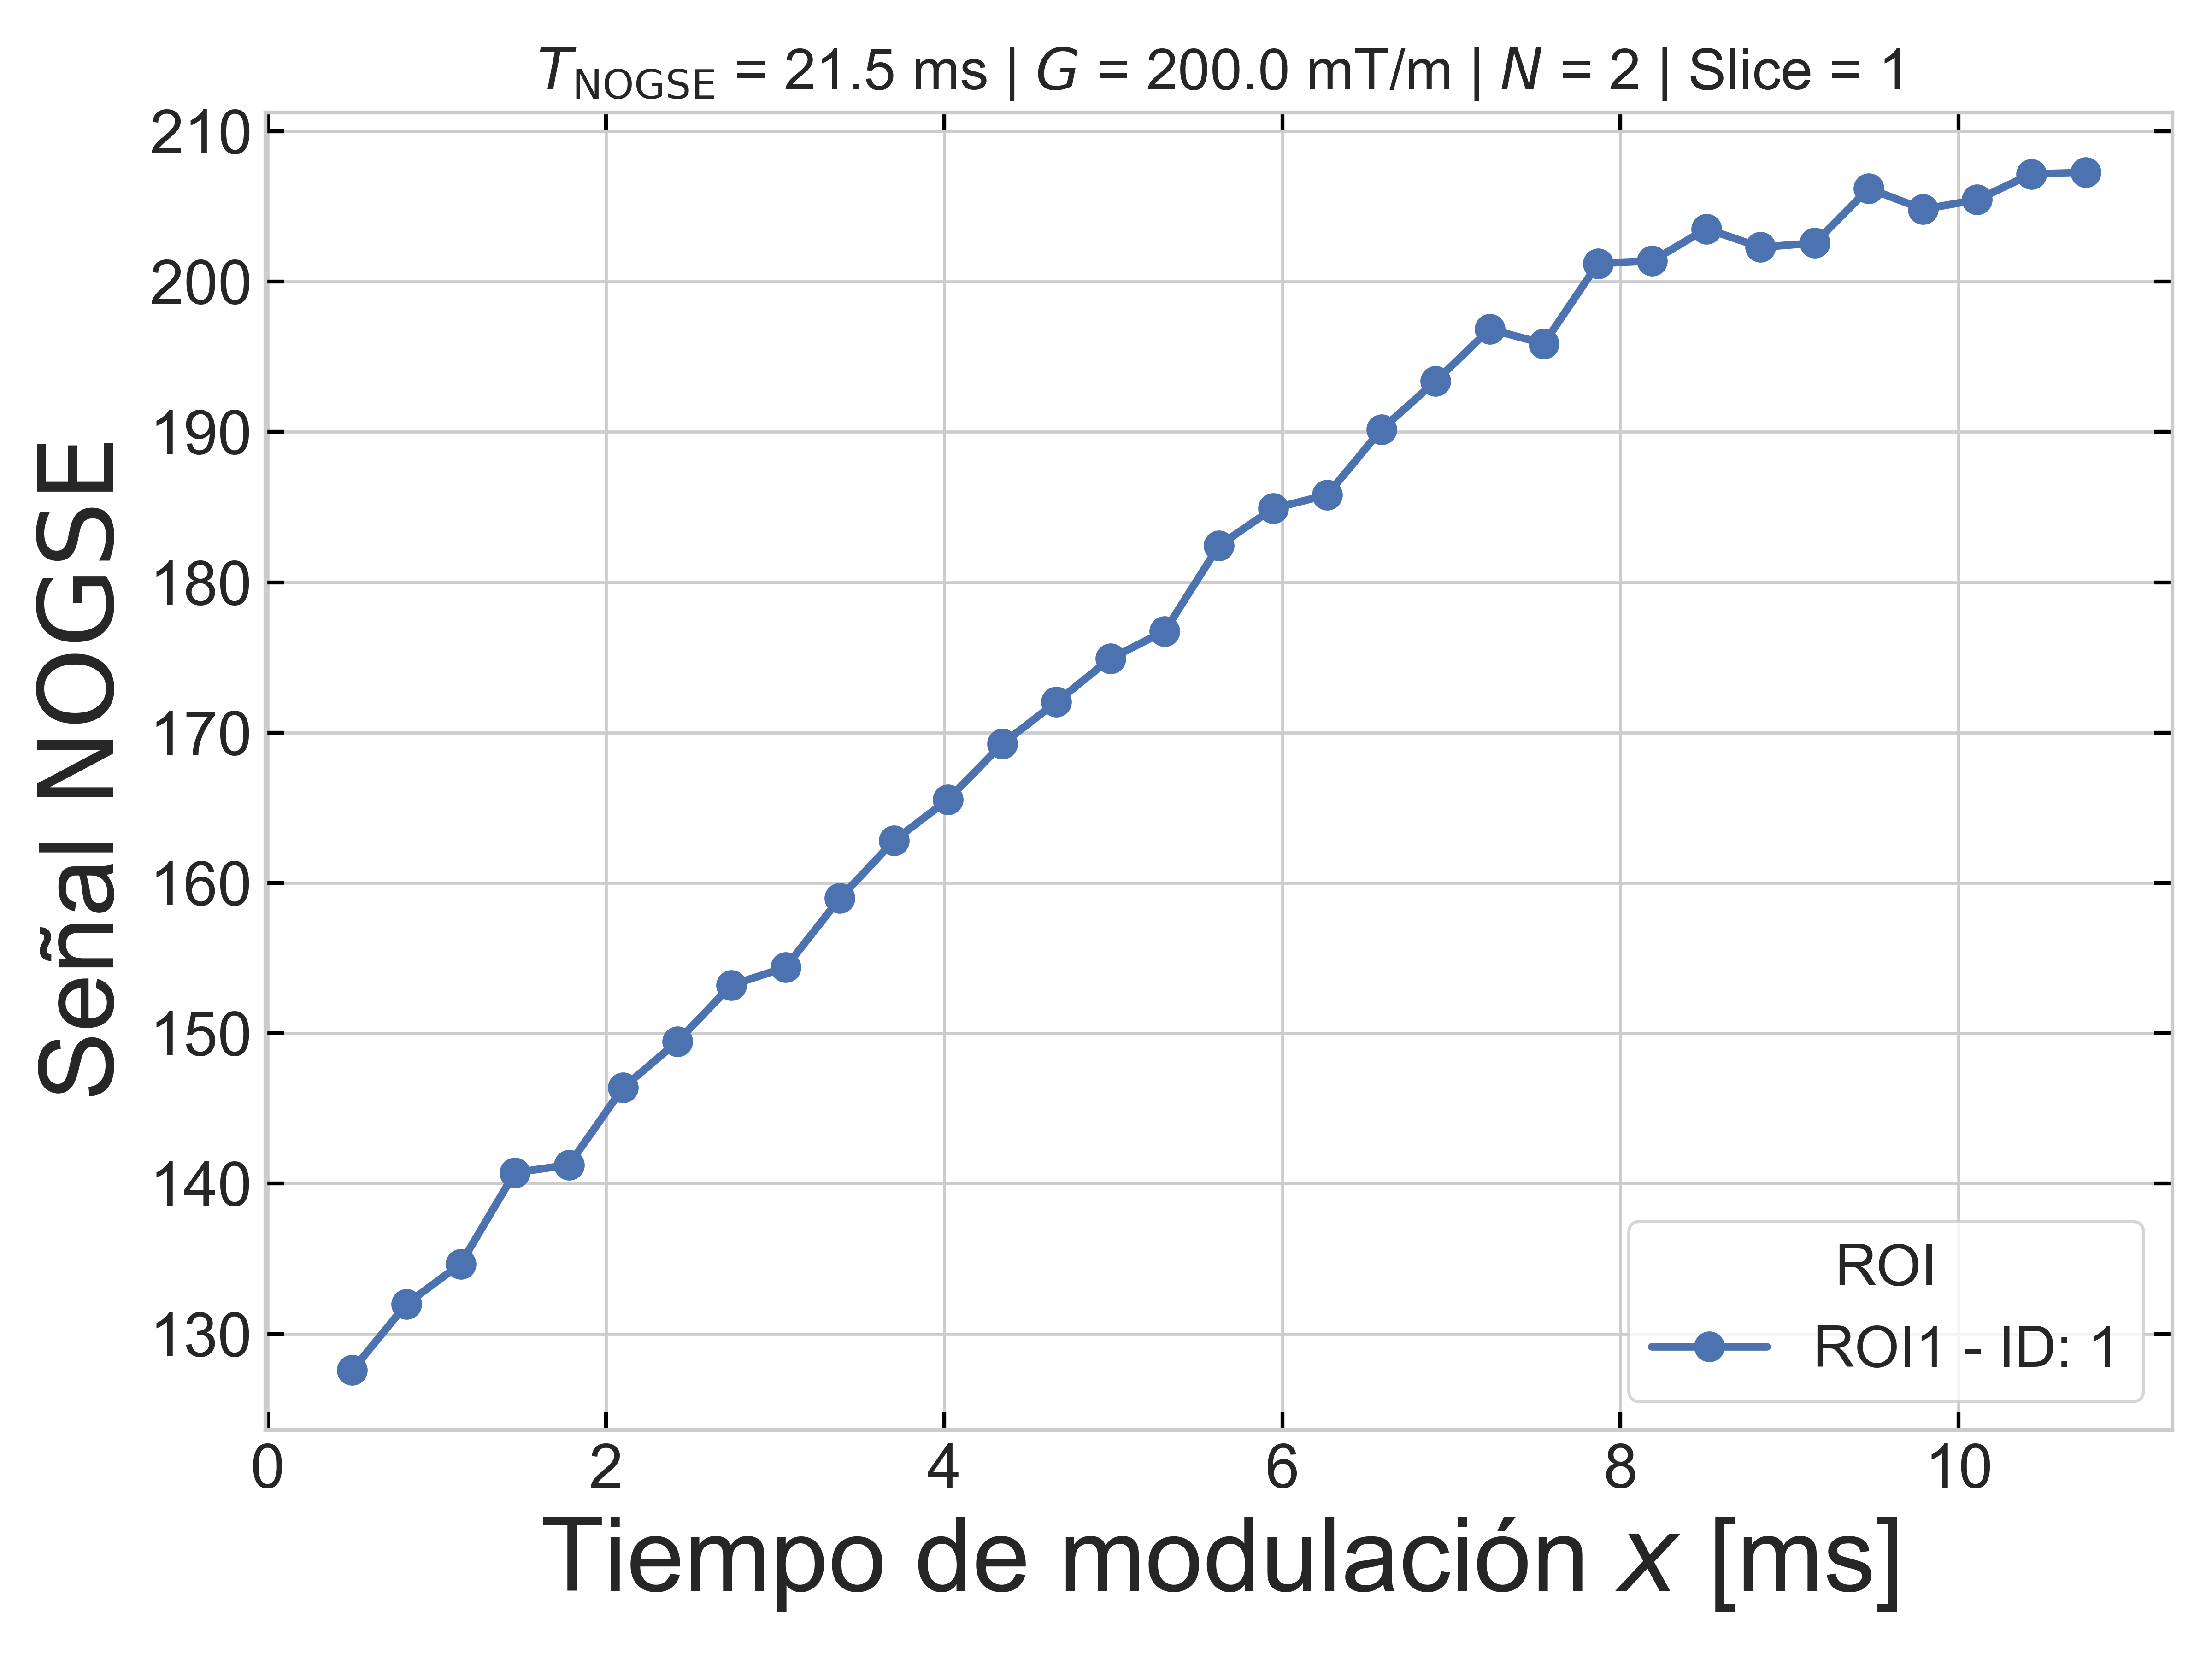 T_NOGSE = 21.5 ms | G = 200.0 mT/m | N = 2 | Slice = 1
210
200
190
180
170
160
150
140
130
Señal NOGSE
ROI
ROI1 - ID: 1
0 2 4 6 8 10
Tiempo de modulación x [ms]